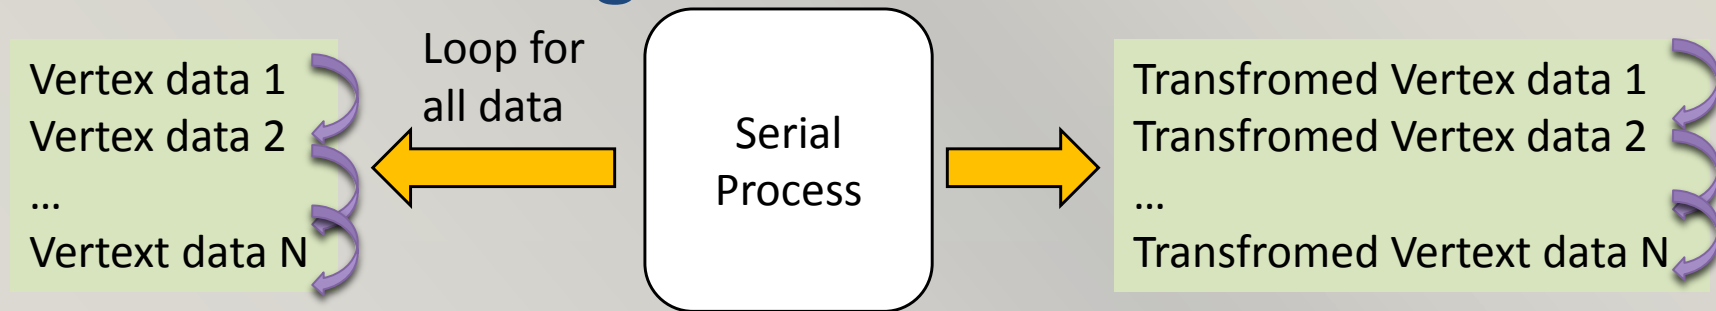 Vertex data 1
Vertex data 2
...
Vertext data N
Loop for
all data
Serial
Process
Transfromed Vertex data 1
Transfromed Vertex data 2
...
Transfromed Vertext data N